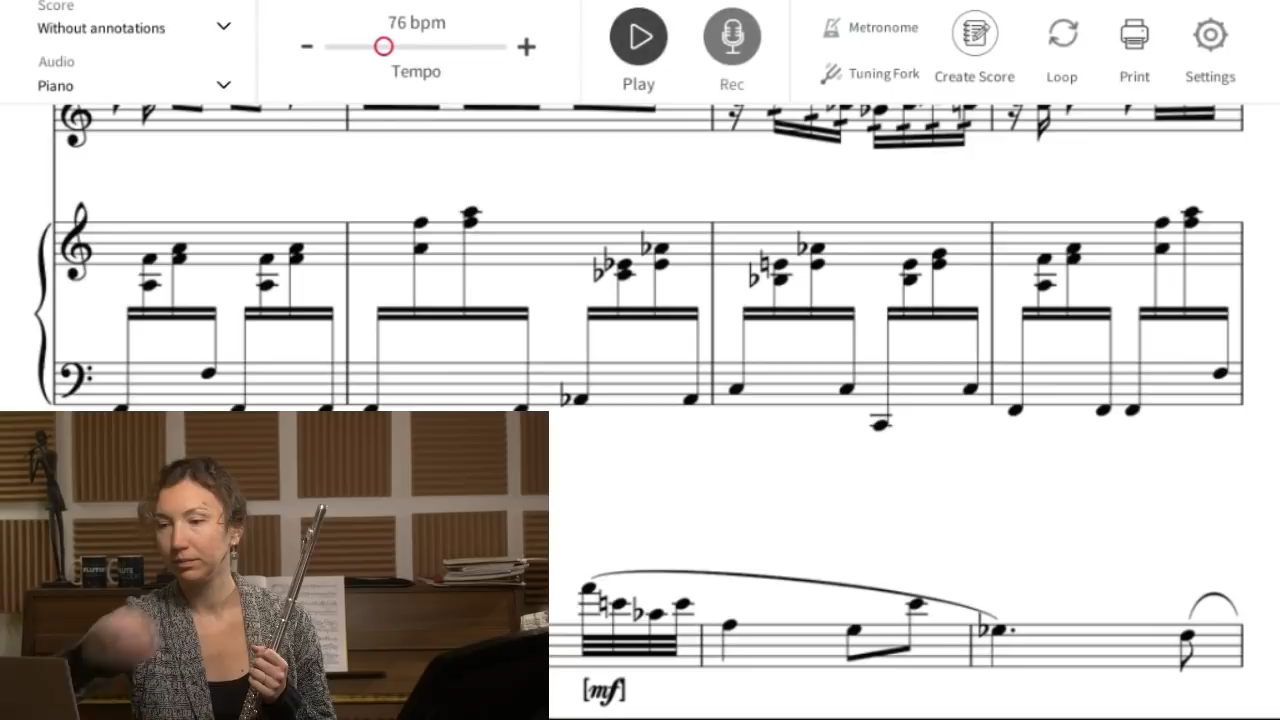 Score
Without annotations
Audio
Piano
76 bpm
- +
Tempo
Play
Rec
Metronome
Tuning Fork
Create Score
Loop
Print
Settings
[mf]